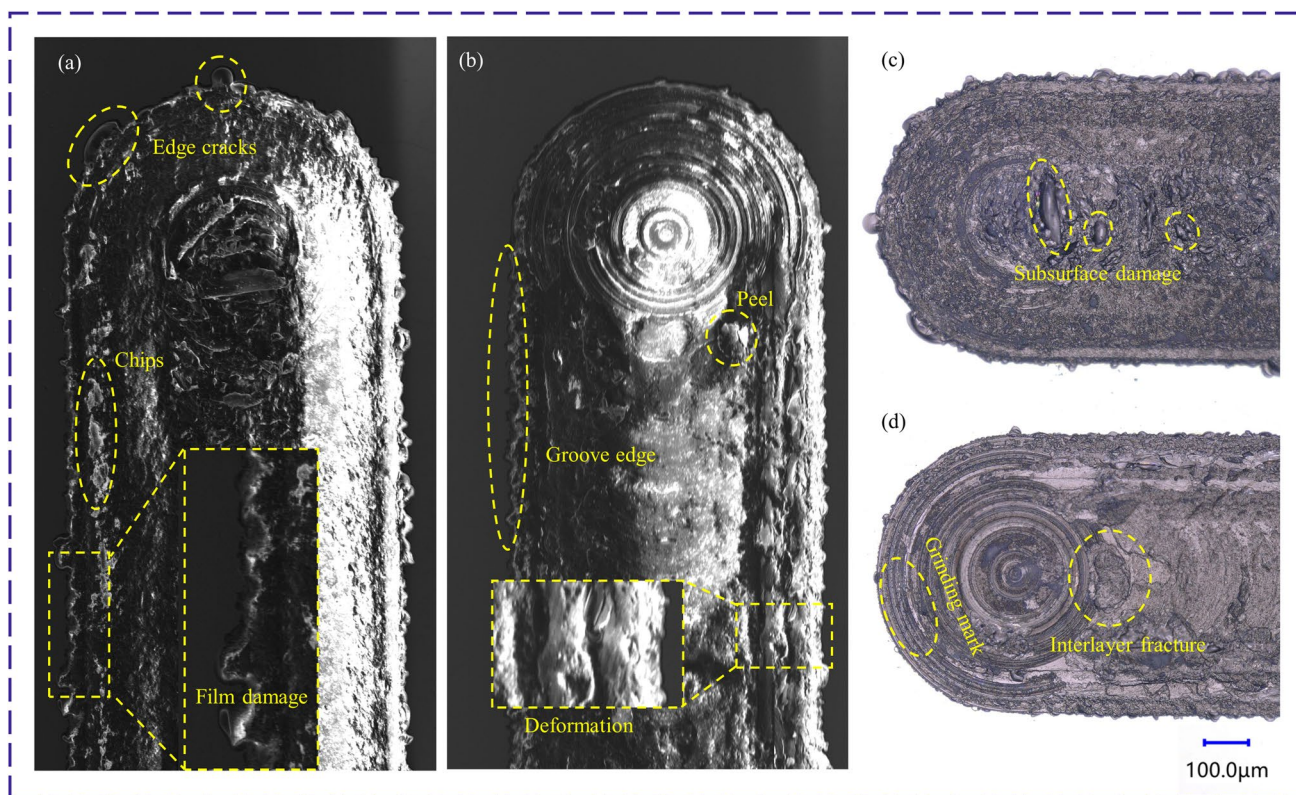 (a)
Edge cracks
Chips
Film damage
(b)
Peel
Groove edge
Deformation
(c)
Subsurface damage
(d)
Grinding mark
Interlayer fracture
100.0μm